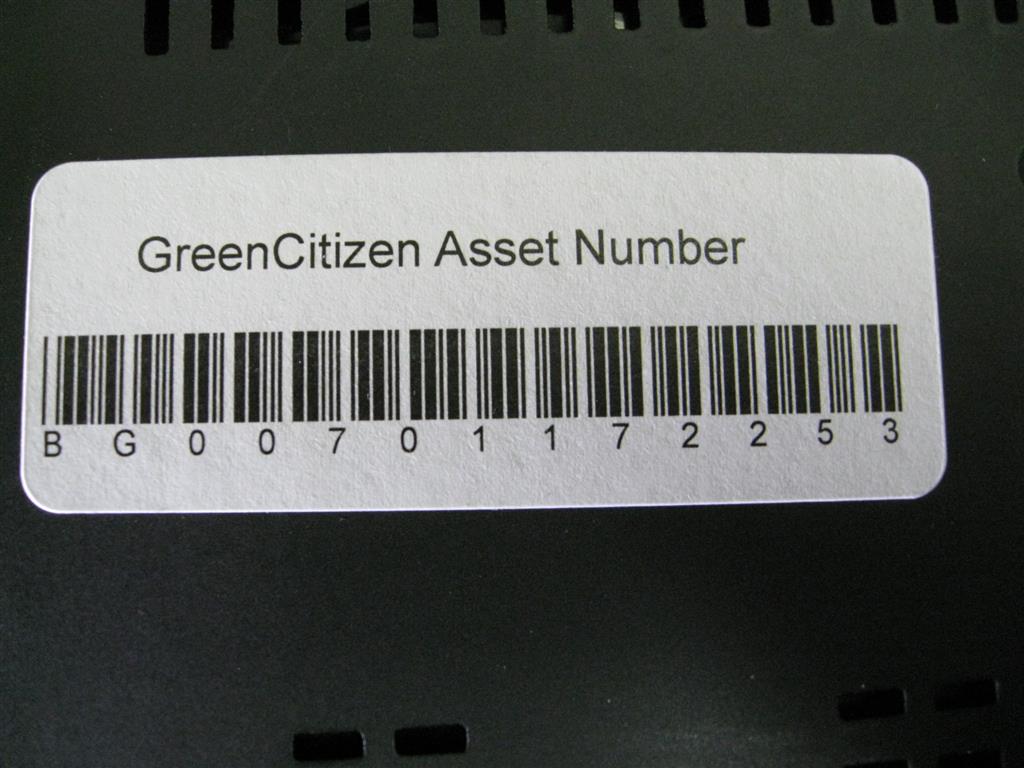 GreenCitizen Asset Number
B G 0 0 7 0 1 1 7 2 2 5 3